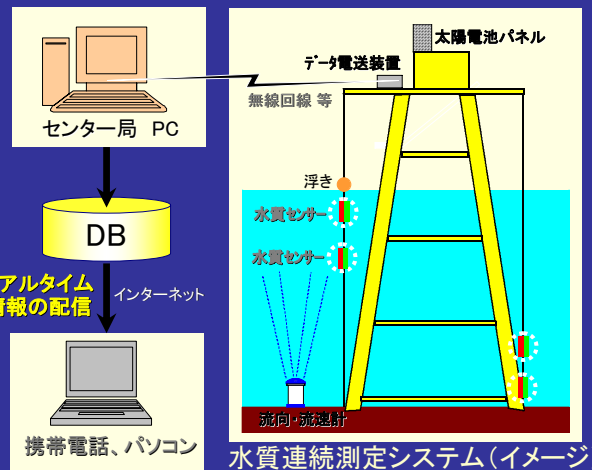 太陽電池パネル
データ電送装置
無線回線 等
センター局　PC
浮き
水質センサー
水質センサー
DB
アルタイム
情報の配信
インターネット
流向・流速計
携帯電話、パソコン
水質連続測定システム（イメージ